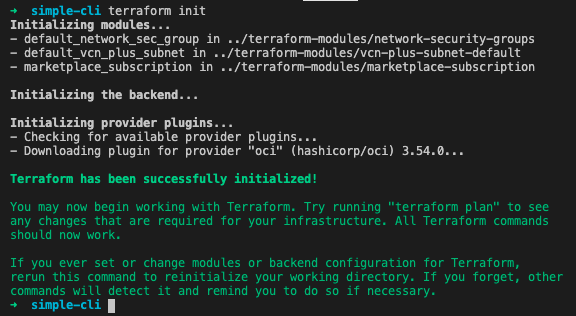 → simple-cli terraform init
Initializing modules...
- default_network_sec_group in ../terraform-modules/network-security-groups
- default_vcn_plus_subnet in ../terraform-modules/vcn-plus-subnet-default
- marketplace_subscription in ../terraform-modules/marketplace-subscription
Initializing the backend...
Initializing provider plugins...
- Checking for available provider plugins...
- Downloading plugin for provider "oci" (hashicorp/oci) 3.54.0...
Terraform has been successfully initialized!
You may now begin working with Terraform. Try running "terraform plan" to see
any changes that are required for your infrastructure. All Terraform commands
should now work.
If you ever set or change modules or backend configuration for Terraform,
rerun this command to reinitialize your working directory. If you forget, other
commands will detect it and remind you to do so if necessary.
→ simple-cli